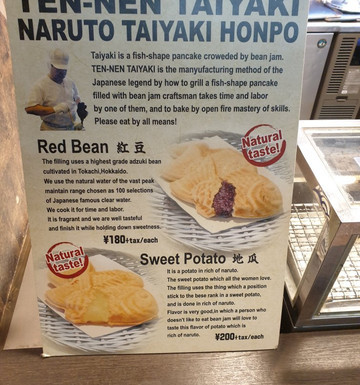 TEN-NEN TAIYAKI
NARUTO TAIYAKI HONPO
Taiyaki is a fish-shape pancake croweded by bean jam.
TEN-NEN TAIYAKI is the manyufacturing method of the
Japanese legend by how to grill a fish-shape pancake
filled with bean jam craftsman takes time and labor
by one of them, and to bake by open fire mastery of skills.
Please eat by all means!
Red Bean 紅豆
Natural taste!
The filling uses a highest grade adzuki bean
cultivated in Tokachi,Hokkaido.
We use the natural water of the vast peak
maintain range chosen as 100 selections
of Japanese famous clear water.
We cook it for time and labor.
It is fragrant and we are well tasteful
and finish it while holding down sweetness.
¥180+tax/each
Natural taste!
Sweet Potato 地瓜
It is a potato in rich of naruto.
The sweet potato which all the women love.
The filling uses the thing which a position
stick to the base rank in a sweet potato,
and is done in rich of naruto.
Flavor is very good,in which a person who
doesn't like to eat bean jam will love to
taste this flavor of potato which is
rich of naruto.
¥200+tax/each